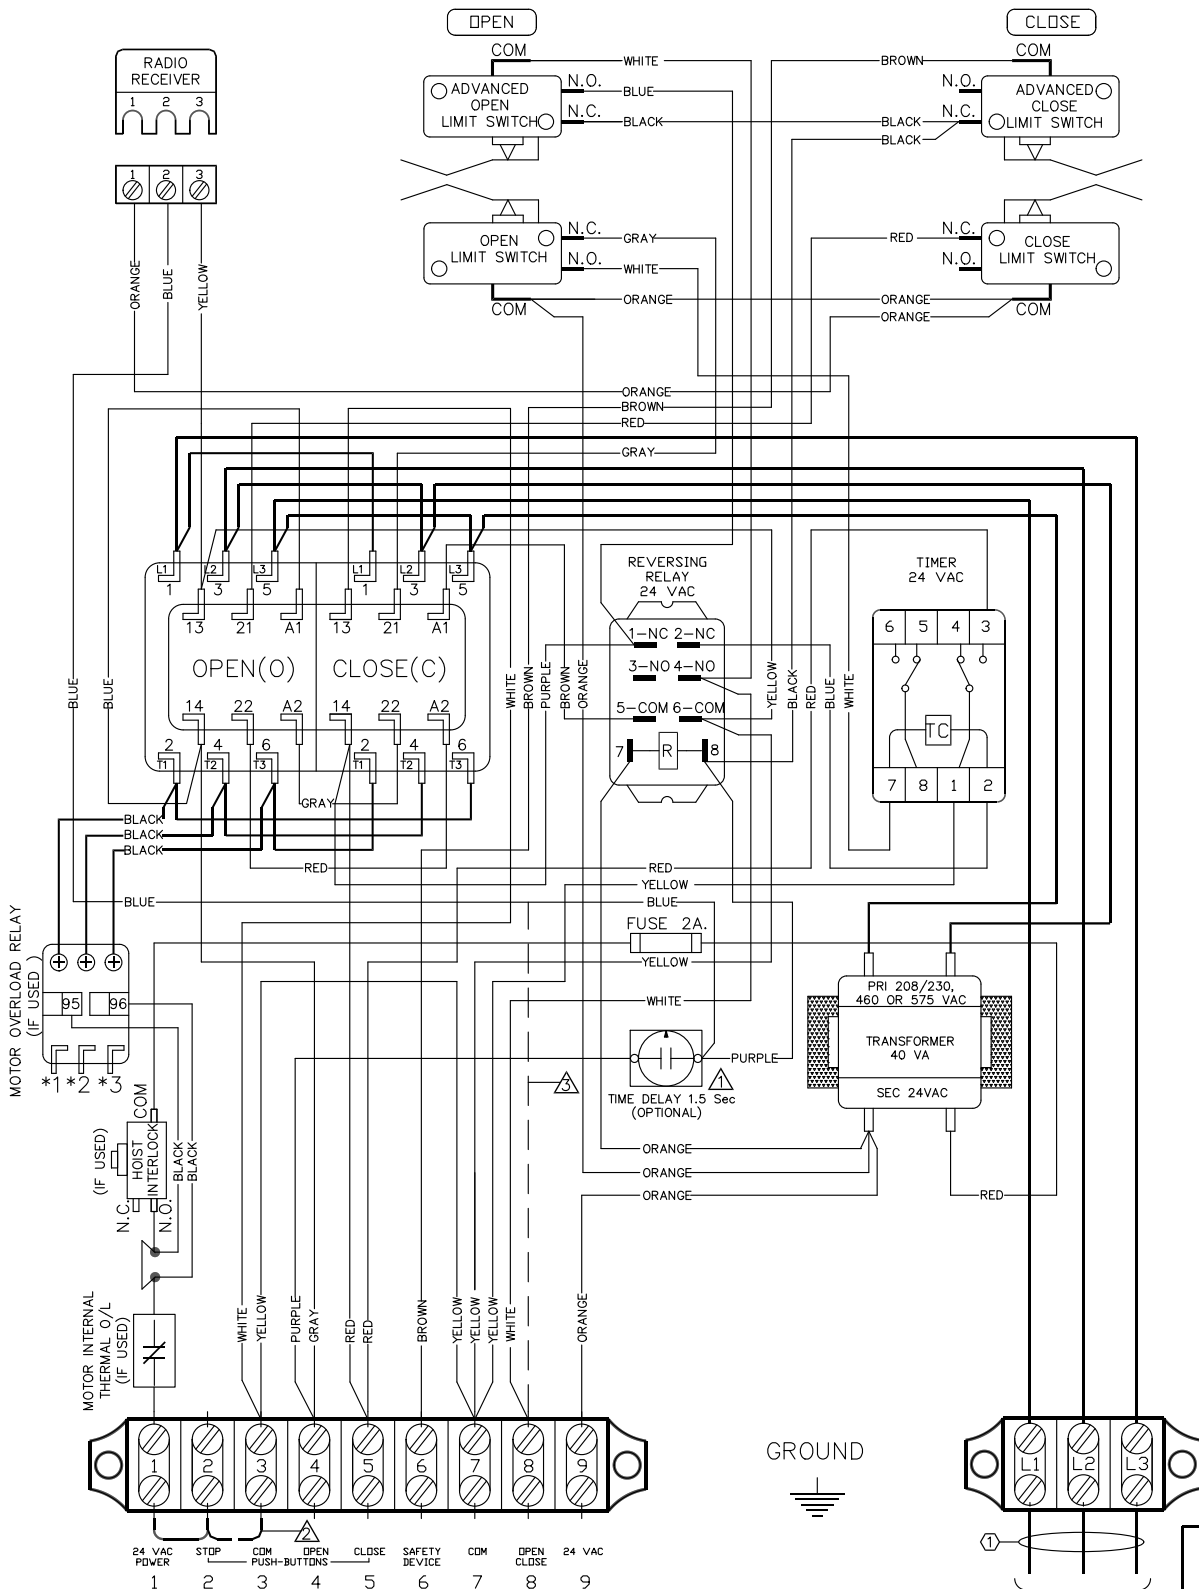 OPEN
CLOSE
COM
COM
WHITE
BROWN
RADIO
RECEIVER
1 2 3
N.O.
N.O.
ADVANCED
OPEN
LIMIT SWITCH
BLUE
ADVANCED
CLOSE
LIMIT SWITCH
N.C.
BLACK
BLACK
N.C.
BLACK
1 2 3
N.C.
GRAY
RED
N.C.
OPEN
LIMIT SWITCH
CLOSE
LIMIT SWITCH
N.O.
WHITE
N.O.
ORANGE
BLUE
YELLOW
COM
ORANGE
ORANGE
COM
ORANGE
ORANGE
BROWN
RED
GRAY
L1 L2 L3 L1 L2 L3
1 3 5 1 3 5
13 21 A1 13 21 A1
OPEN(O) CLOSE(C)
14 22 A2 14 22 A2
2 4 6 2 4 6
T1 T2 T3 T1 T2 T3
REVERSING
RELAY
24 VAC
1-NC 2-NC
3-NO 4-NO
5-COM 6-COM
7 R 8
TIMER
24 VAC
6 5 4 3
TC
7 8 1 2
BLUE
BLUE
WHITE
BROWN
PURPLE
BROWN
ORANGE
YELLOW
BLACK
RED
BLUE
WHITE
GRAY
BLACK
BLACK
BLACK
RED
RED
YELLOW
BLUE
BLUE
FUSE 2A.
YELLOW
WHITE
MOTOR OVERLOAD RELAY
(IF USED )
95 96
*1 *2 *3
PRI 208/230,
460 OR 575 VAC
TRANSFORMER
40 VA
SEC 24VAC
PURPLE
1
TIME DELAY 1.5 Sec
(OPTIONAL)
3
COM
HOIST
INTERLOCK
(IF USED)
N.C.
N.O.
BLACK
BLACK
ORANGE
ORANGE
ORANGE
RED
MOTOR INTERNAL
THERMAL O/L
(IF USED)
WHITE
YELLOW
PURPLE
GRAY
RED
RED
BROWN
YELLOW
YELLOW
YELLOW
WHITE
ORANGE
1 2 3 4 5 6 7 8 9
GROUND
L1 L2 L3
2
1
24 VAC
POWER
STOP
COM
OPEN
CLOSE
PUSH-BUTTONS
SAFETY
DEVICE
COM
OPEN
CLOSE
24 VAC
1 2 3 4 5 6 7 8 9